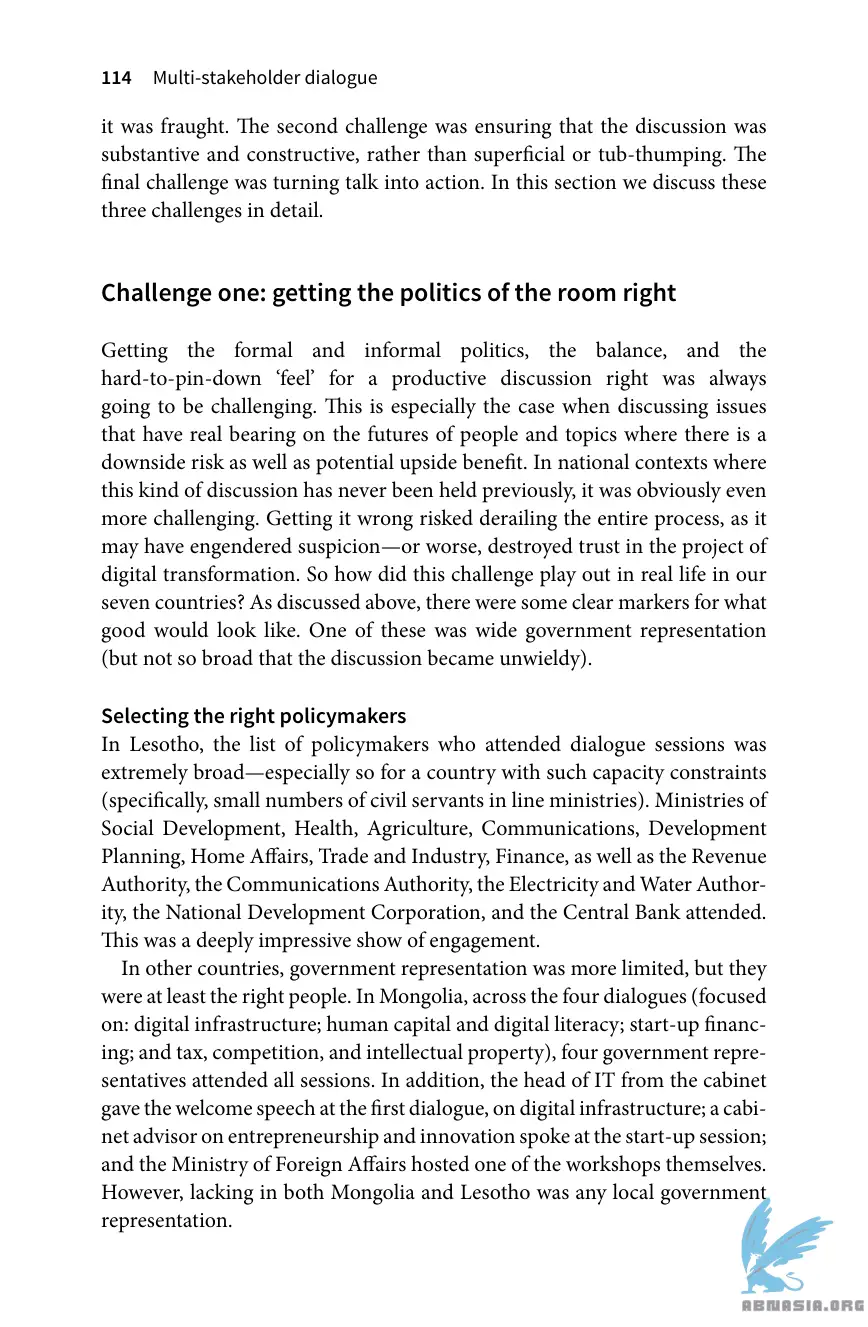 114 Multi-stakeholder dialogue
it was fraught. The second challenge was ensuring that the discussion was
substantive and constructive, rather than superficial or tub-thumping. The
final challenge was turning talk into action. In this section we discuss these
three challenges in detail.
Challenge one: getting the politics of the room right
Getting the formal and informal politics, the balance, and the
hard-to-pin-down ‘feel’ for a productive discussion right was always
going to be challenging. This is especially the case when discussing issues
that have real bearing on the futures of people and topics where there is a
downside risk as well as potential upside benefit. In national contexts where
this kind of discussion has never been held previously, it was obviously even
more challenging. Getting it wrong risked derailing the entire process, as it
may have engendered suspicion—or worse, destroyed trust in the project of
digital transformation. So how did this challenge play out in real life in our
seven countries? As discussed above, there were some clear markers for what
good would look like. One of these was wide government representation
(but not so broad that the discussion became unwieldy).
Selecting the right policymakers
In Lesotho, the list of policymakers who attended dialogue sessions was
extremely broad—especially so for a country with such capacity constraints
(specifically, small numbers of civil servants in line ministries). Ministries of
Social Development, Health, Agriculture, Communications, Development
Planning, Home Affairs, Trade and Industry, Finance, as well as the Revenue
Authority, the Communications Authority, the Electricity and Water Author-
ity, the National Development Corporation, and the Central Bank attended.
This was a deeply impressive show of engagement.
In other countries, government representation was more limited, but they
were at least the right people. In Mongolia, across the four dialogues (focused
on: digital infrastructure; human capital and digital literacy; start-up financ-
ing; and tax, competition, and intellectual property), four government repre-
sentatives attended all sessions. In addition, the head of IT from the cabinet
gave the welcome speech at the first dialogue, on digital infrastructure; a cabi-
net advisor on entrepreneurship and innovation spoke at the start-up session;
and the Ministry of Foreign Affairs hosted one of the workshops themselves.
However, lacking in both Mongolia and Lesotho was any local government
representation.
ABNASIA.ORG